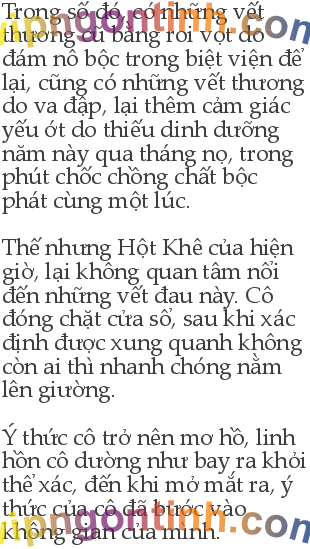 Trong số đó, có những vết
thương ai bằng roi vọt do
đám nô bộc trong biệt viện để
lại, cũng có những vết thương
do va đập, lại thêm cảm giác
yếu ớt do thiếu dinh dưỡng
năm này qua tháng nọ, trong
phút chốc chồng chất bộc
phát cùng một lúc.
Thế nhưng Hột Khê của hiện
giờ, lại không quan tâm nổi
đến những vết đau này. Cô
đóng chặt cửa sổ, sau khi xác
định được xung quanh không
còn ai thì nhanh chóng nằm
lên giường.
Ý thức cô trở nên mơ hồ, linh
hồn cô dường như bay ra khỏi
thể xác, đến khi mở mắt ra, ý
thức của cô đã bước vào
không gian của mình.
vipngontinh.com
vipngontinh.com